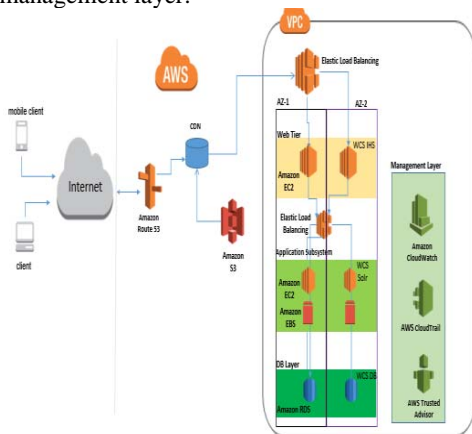 management layer.
VPC
AWS
Elastic Load Balancing
mobile client
CDN
AZ-1
AZ-2
Web Tier
WCS IHS
Management Layer
Amazon
EC2
Internet
Amazon
Route 53
Elastic Load
Balancing
client
Amazon
S3
Application Subsystem
WCS
Solr
Amazon
CloudWatch
Amazon
EC2
Amazon
EBS
AWS CloudTrail
DB Layer
WCS DB
Amazon RDS
AWS Trusted
Advisor